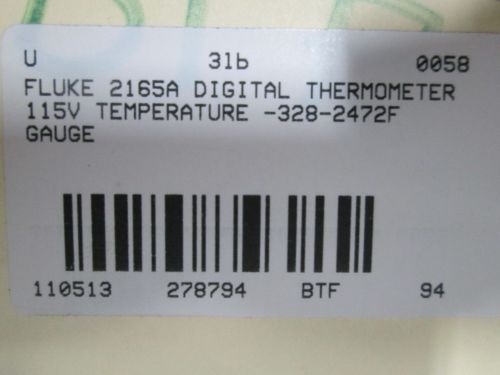 U 31b 0058
FLUKE 2165A DIGITAL THERMOMETER
115V TEMPERATURE -328-2472F
GAUGE
110513 278794 BTF 94